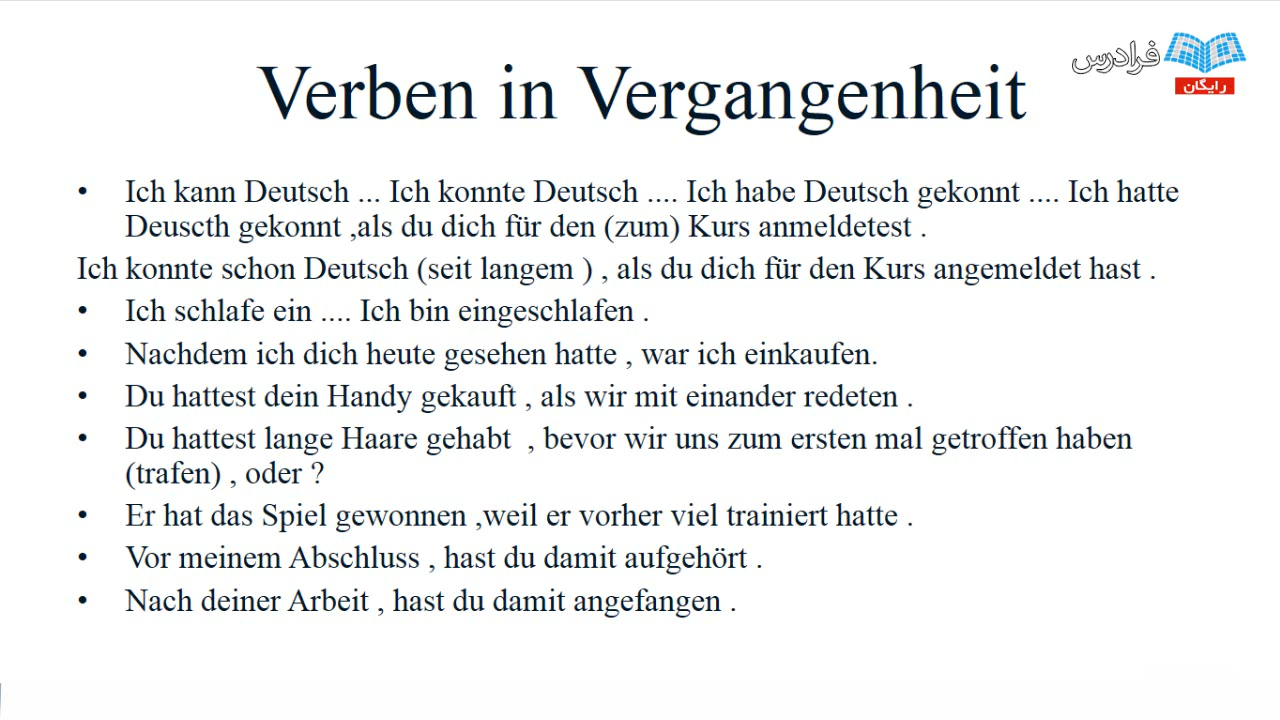 فرادرس
رایگان
Verben in Vergangenheit
• Ich kann Deutsch ... Ich konnte Deutsch .... Ich habe Deutsch gekonnt .... Ich hatte
Deuscth gekonnt ,als du dich für den (zum) Kurs anmeldetest .
Ich konnte schon Deutsch (seit langem ) , als du dich für den Kurs angemeldet hast .
• Ich schlafe ein .... Ich bin eingeschlafen .
• Nachdem ich dich heute gesehen hatte , war ich einkaufen.
• Du hattest dein Handy gekauft , als wir mit einander redeten .
• Du hattest lange Haare gehabt  , bevor wir uns zum ersten mal getroffen haben
(trafen) , oder ?
• Er hat das Spiel gewonnen ,weil er vorher viel trainiert hatte .
• Vor meinem Abschluss , hast du damit aufgehört .
• Nach deiner Arbeit , hast du damit angefangen .